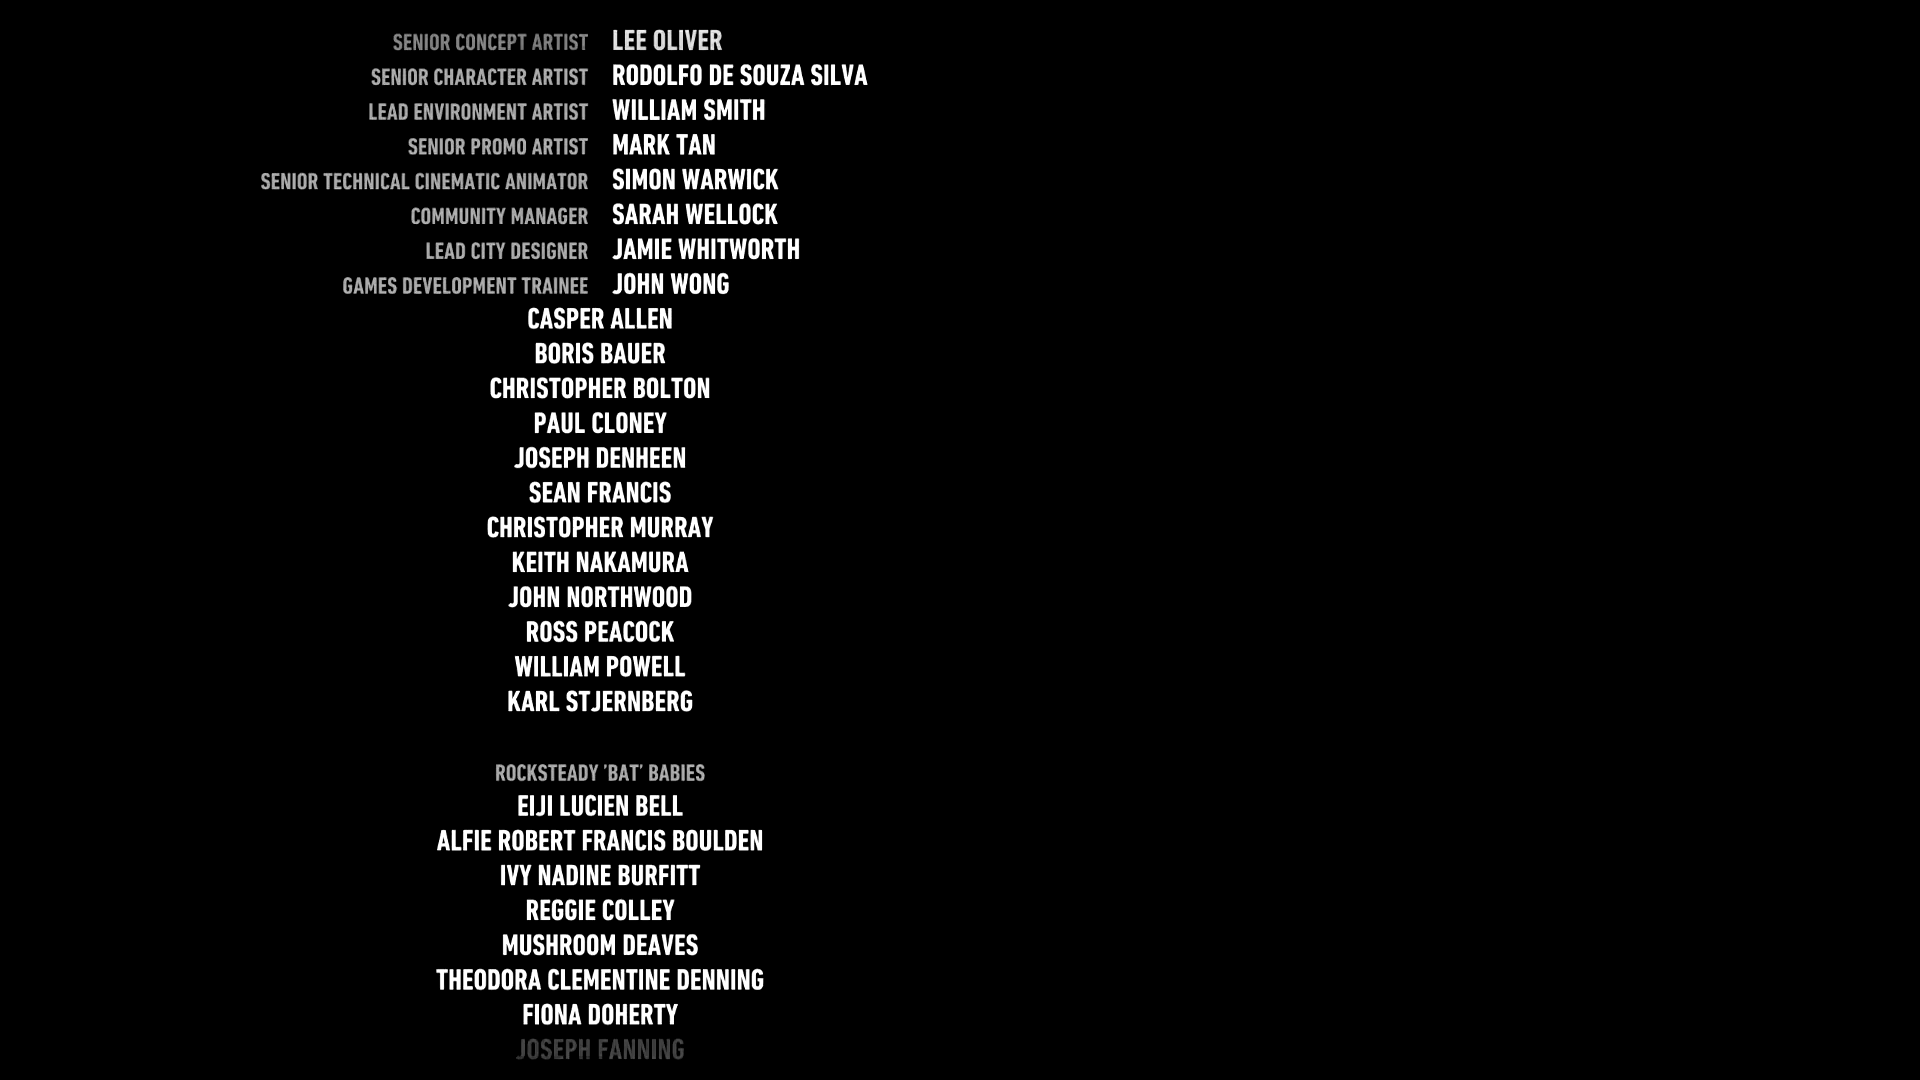 SENIOR CONCEPT ARTIST LEE OLIVER
SENIOR CHARACTER ARTIST RODOLFO DE SOUZA SILVA
LEAD ENVIRONMENT ARTIST WILLIAM SMITH
SENIOR PROMO ARTIST MARK TAN
SENIOR TECHNICAL CINEMATIC ANIMATOR SIMON WARWICK
COMMUNITY MANAGER SARAH WELLOCK
LEAD CITY DESIGNER JAMIE WHITWORTH
GAMES DEVELOPMENT TRAINEE JOHN WONG
CASPER ALLEN
BORIS BAUER
CHRISTOPHER BOLTON
PAUL CLONEY
JOSEPH DENHEEN
SEAN FRANCIS
CHRISTOPHER MURRAY
KEITH NAKAMURA
JOHN NORTHWOOD
ROSS PEACOCK
WILLIAM POWELL
KARL STJERNBERG
ROCKSTEADY 'BAT' BABIES
EIJI LUCIEN BELL
ALFIE ROBERT FRANCIS BOULDEN
IVY NADINE BURFITT
REGGIE COLLEY
MUSHROOM DEAVES
THEODORA CLEMENTINE DENNING
FIONA DOHERTY
JOSEPH FANNING